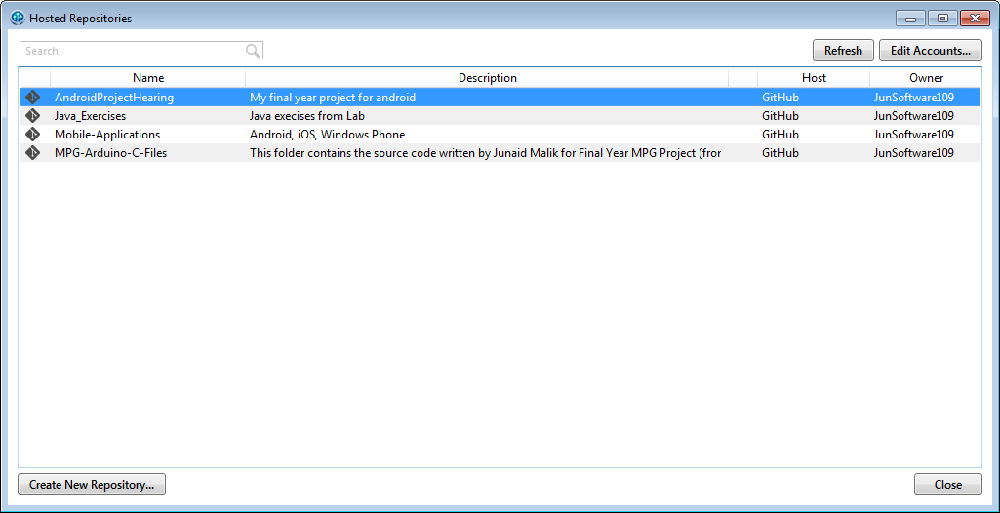 Hosted Repositories
Search
Refresh Edit Accounts...
Name Description Host Owner
AndroidProjectHearing My final year project for android GitHub JunSoftware109
Java_Exercises Java execises from Lab GitHub JunSoftware109
Mobile-Applications Android, iOS, Windows Phone GitHub JunSoftware109
MPG-Arduino-C-Files This folder contains the source code written by Junaid Malik for Final Year MPG Project (fror GitHub JunSoftware109
Create New Repository... Close